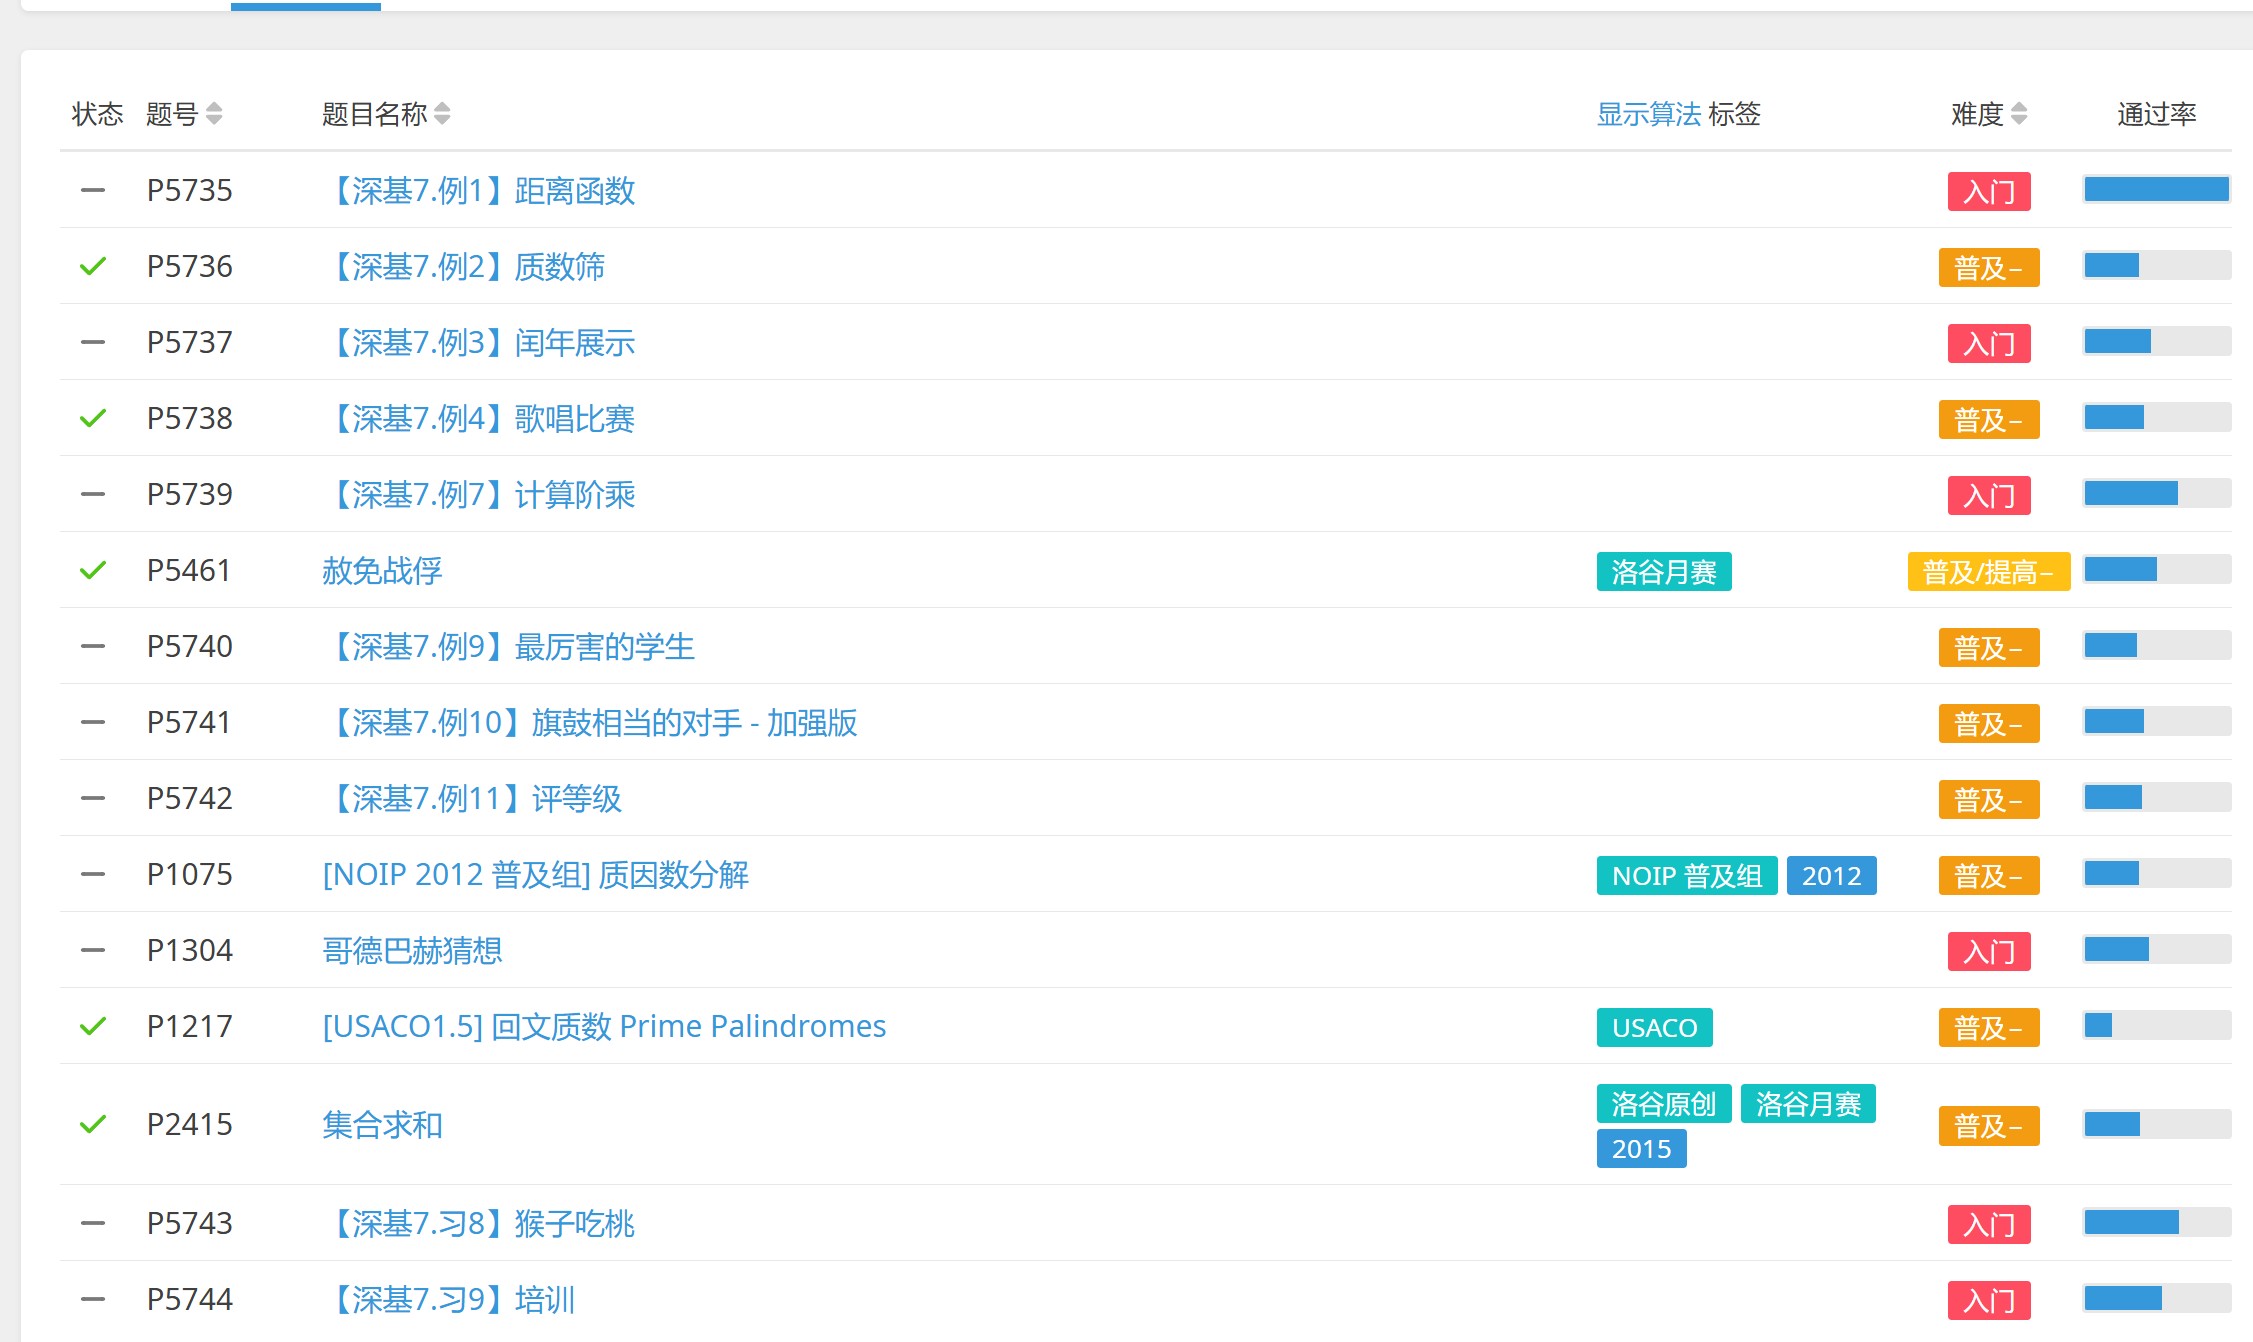 状态 题号 题目名称 显示算法 标签 难度 通过率
P5735 【深基7.例1】距离函数 入门
P5736 【深基7.例2】质数筛 普及−
P5737 【深基7.例3】闰年展示 入门
P5738 【深基7.例4】歌唱比赛 普及−
P5739 【深基7.例7】计算阶乘 入门
P5461 赦免战俘 洛谷月赛 普及/提高−
P5740 【深基7.例9】最厉害的学生 普及−
P5741 【深基7.例10】旗鼓相当的对手 - 加强版 普及−
P5742 【深基7.例11】评等级 普及−
P1075 [NOIP 2012 普及组] 质因数分解 NOIP 普及组 2012 普及−
P1304 哥德巴赫猜想 入门
P1217 [USACO1.5] 回文质数 Prime Palindromes USACO 普及−
P2415 集合求和 洛谷原创 洛谷月赛 普及−
2015
P5743 【深基7.习8】猴子吃桃 入门
P5744 【深基7.习9】培训 入门